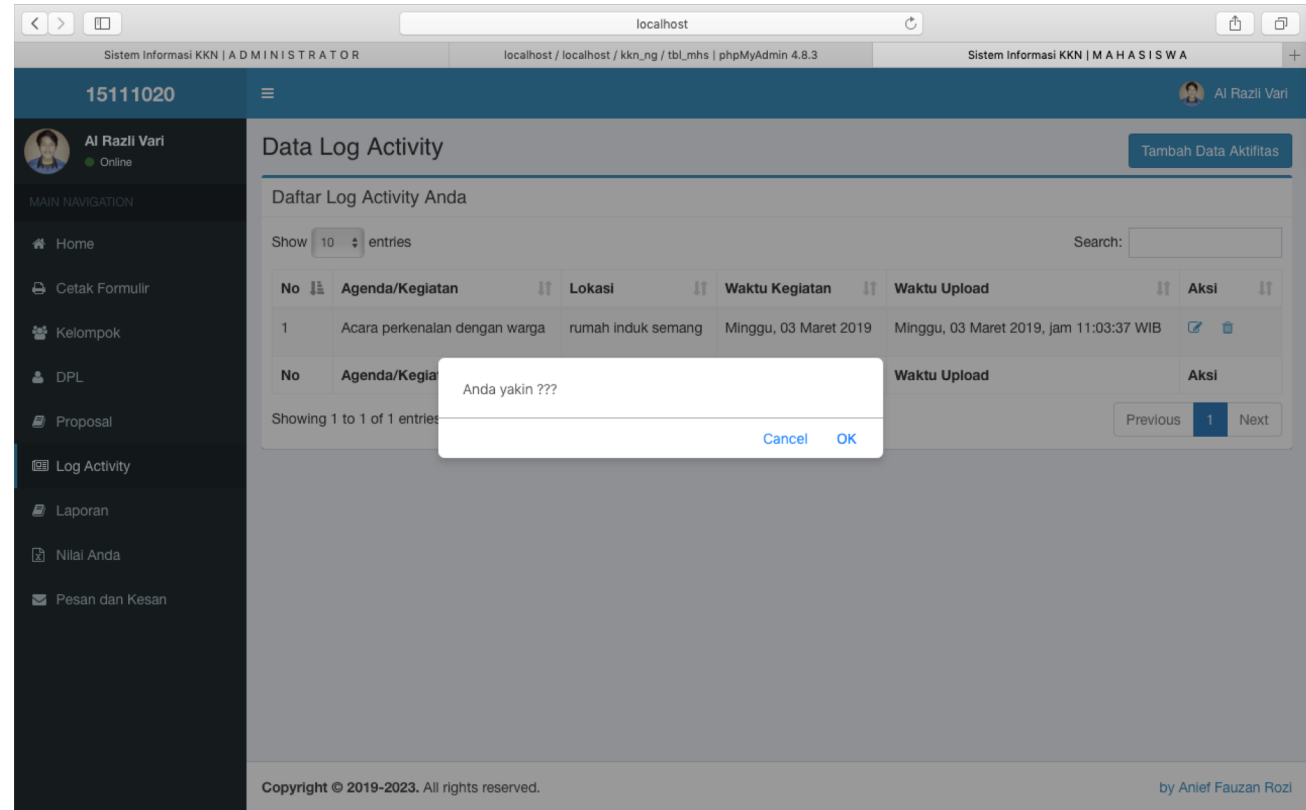 localhost
Sistem Informasi KKN | A D M I N I S T R A T O R
localhost / localhost / kkn_ng / tbl_mhs | phpMyAdmin 4.8.3
Sistem Informasi KKN | M A H A S I S W A
15111020
Al Razli Vari
Al Razli Vari
Online
MAIN NAVIGATION
Home
Cetak Formulir
Kelompok
DPL
Proposal
Log Activity
Laporan
Nilai Anda
Pesan dan Kesan
Data Log Activity
Tambah Data Aktifitas
Daftar Log Activity Anda
Show 10 entries
Search:
No Agenda/Kegiatan Lokasi Waktu Kegiatan Waktu Upload Aksi
1 Acara perkenalan dengan warga rumah induk semang Minggu, 03 Maret 2019 Minggu, 03 Maret 2019, jam 11:03:37 WIB
No Agenda/Kegia Waktu Upload Aksi
Showing 1 to 1 of 1 entries
Previous 1 Next
Anda yakin ???
Cancel OK
Copyright © 2019-2023. All rights reserved.
by Anief Fauzan Rozi